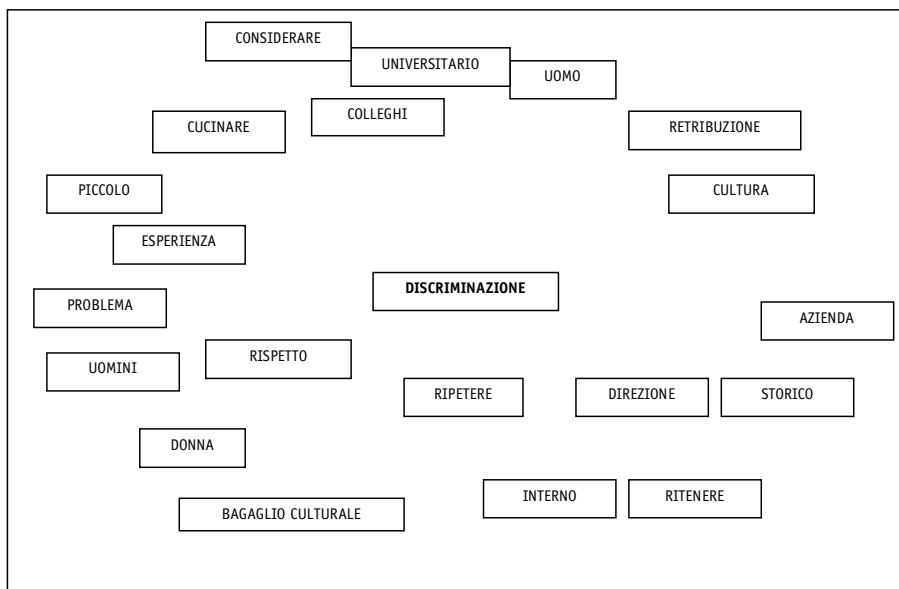 CONSIDERARE
UNIVERSITARIO
UOMO
COLLEGHI
CUCINARE
RETRIBUZIONE
PICCOLO
CULTURA
ESPERIENZA
DISCRIMINAZIONE
PROBLEMA
AZIENDA
RISPETTO
UOMINI
RIPETERE
DIREZIONE
STORICO
DONNA
INTERNO
RITENERE
BAGAGLIO CULTURALE